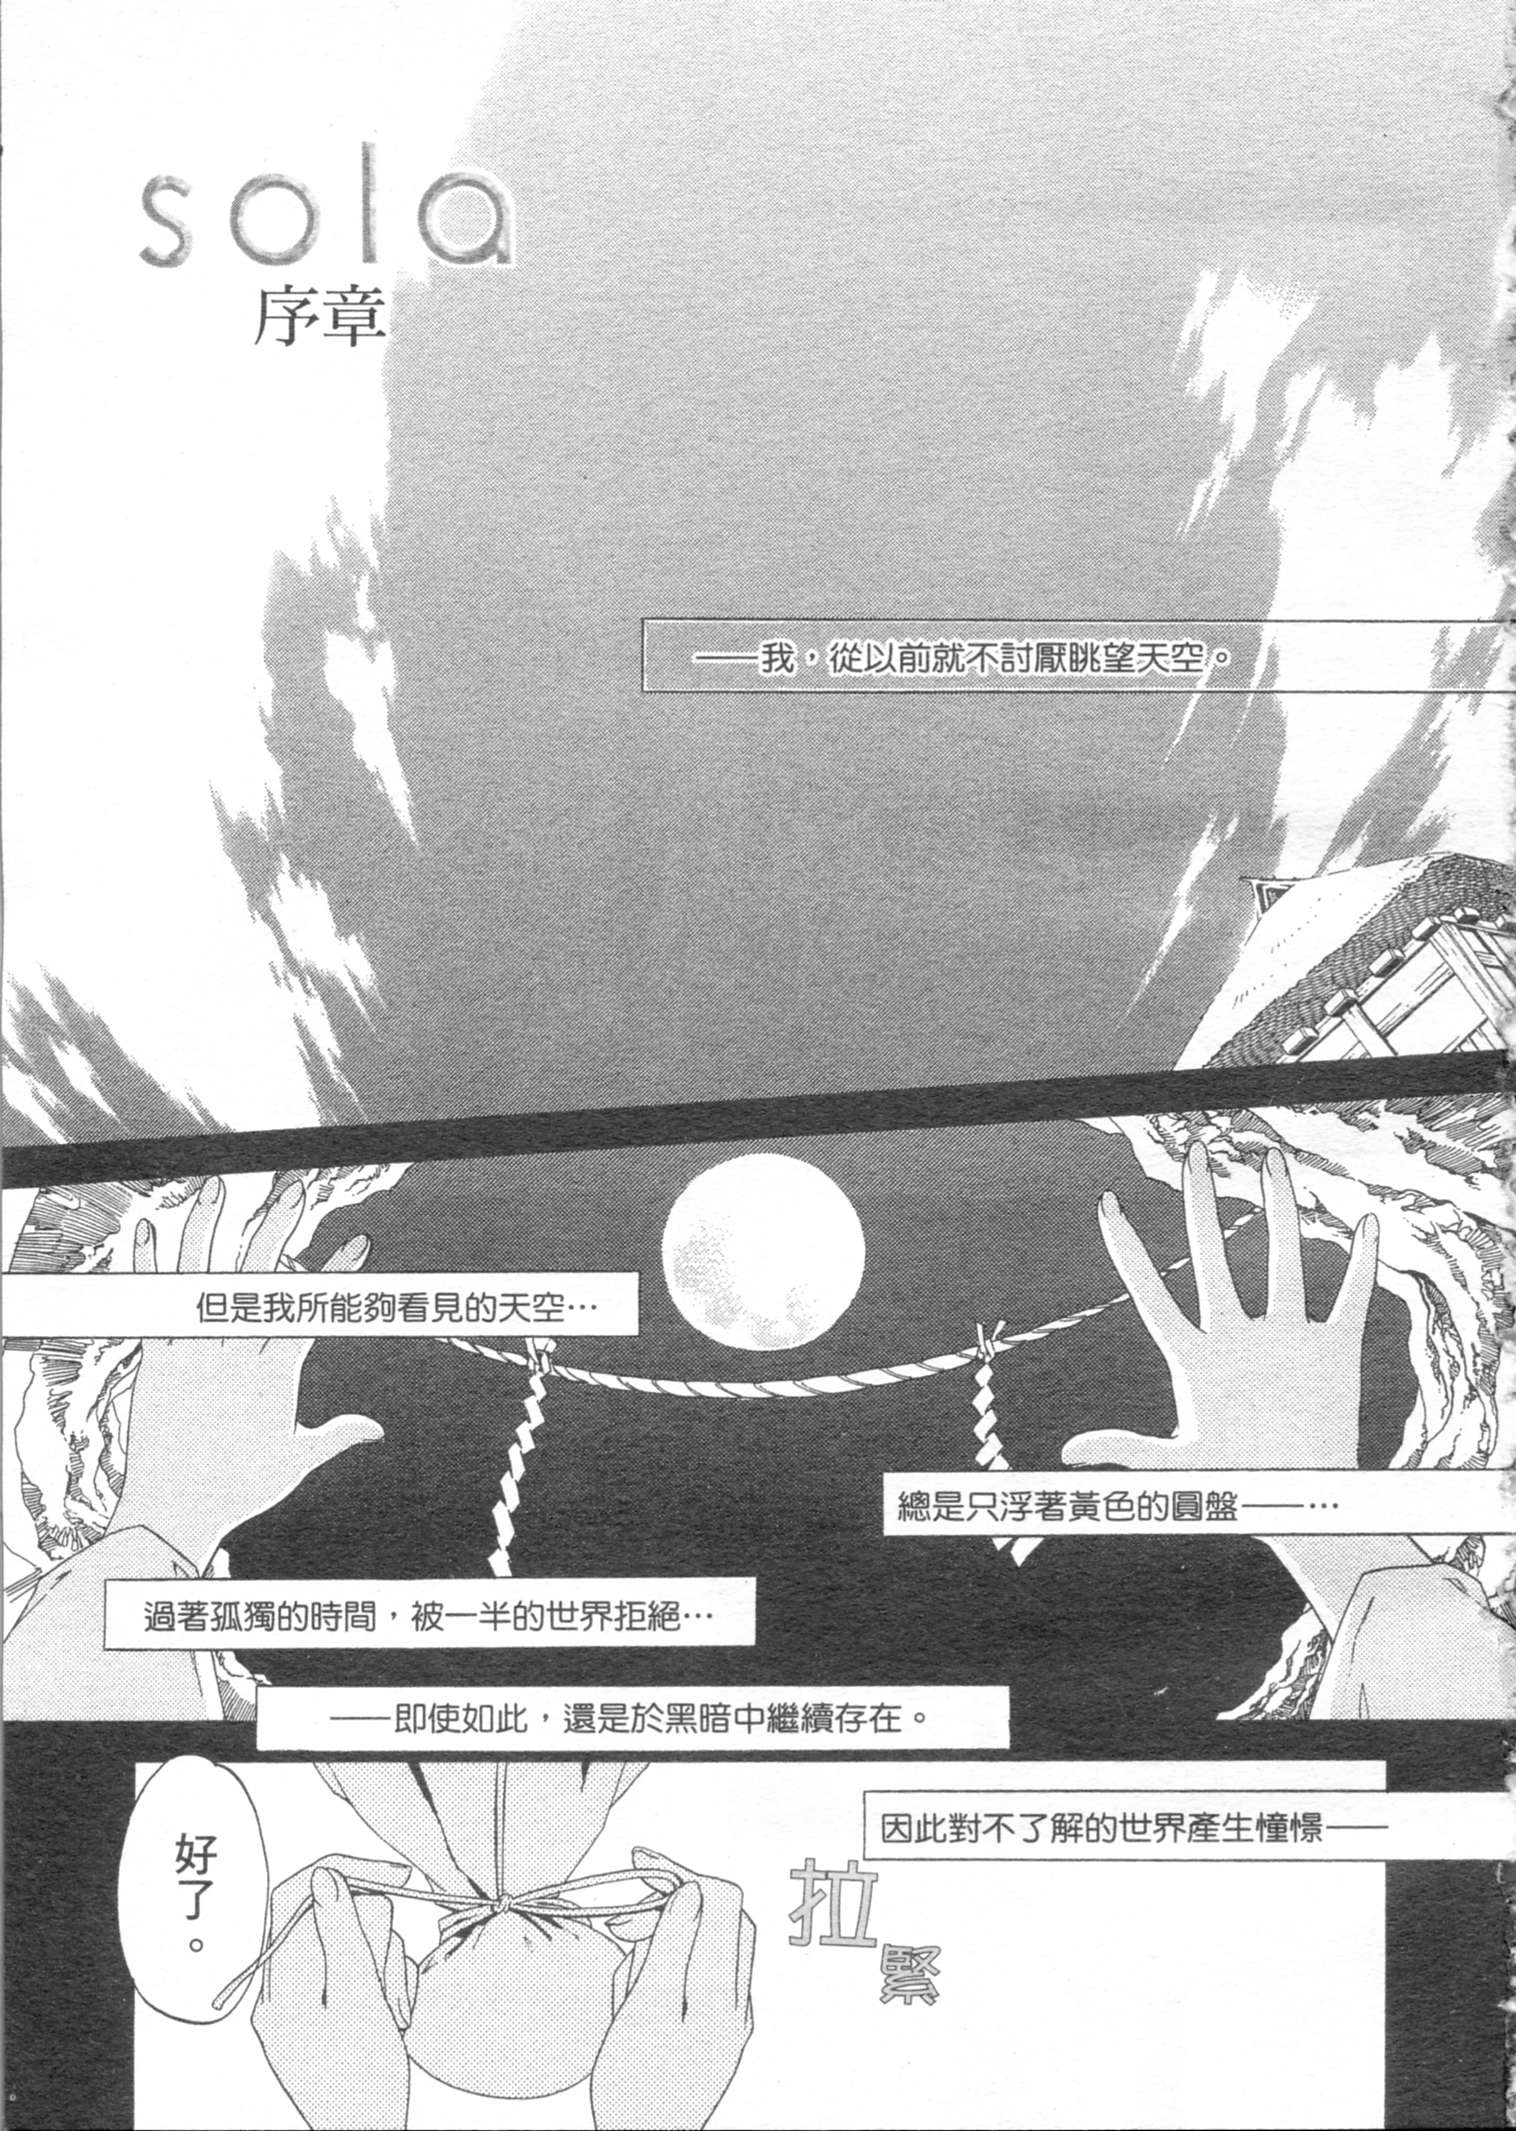 sola
序章
——我，從以前就不討厭眺望天空。
但是我所能夠看見的天空…
總是只浮著黃色的圓盤——…
過著孤獨的時間，被一半的世界拒絕…
——即使如此，還是於黑暗中繼續存在。
因此對不了解的世界產生憧憬——
拉緊
好了。